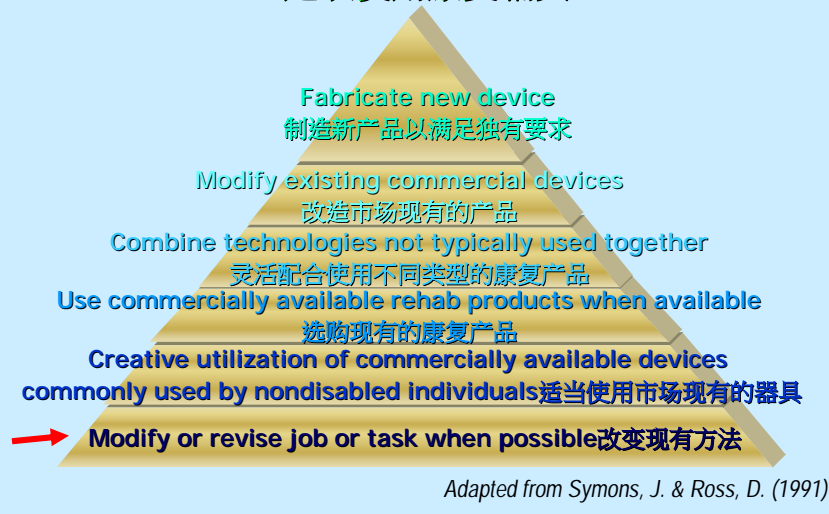 Fabricate new device
制造新产品以满足独有要求
Modify existing commercial devices
改造市场现有的产品
Combine technologies not typically used together
灵活配合使用不同类型的康复产品
Use commercially available rehab products when available
选购现有的康复产品
Creative utilization of commercially available devices
commonly used by nondisabled individuals适当使用市场现有的器具
Modify or revise job or task when possible改变现有方法
Adapted from Symons, J. & Ross, D. (1991)